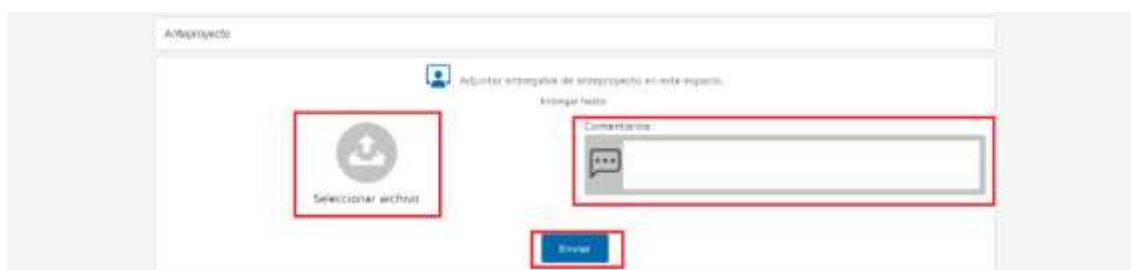 Anteproyecto
Adjuntar entregable de anteproyecto en este espacio.
Entregar hasta:
Comentarios:
Seleccionar archivo
Enviar